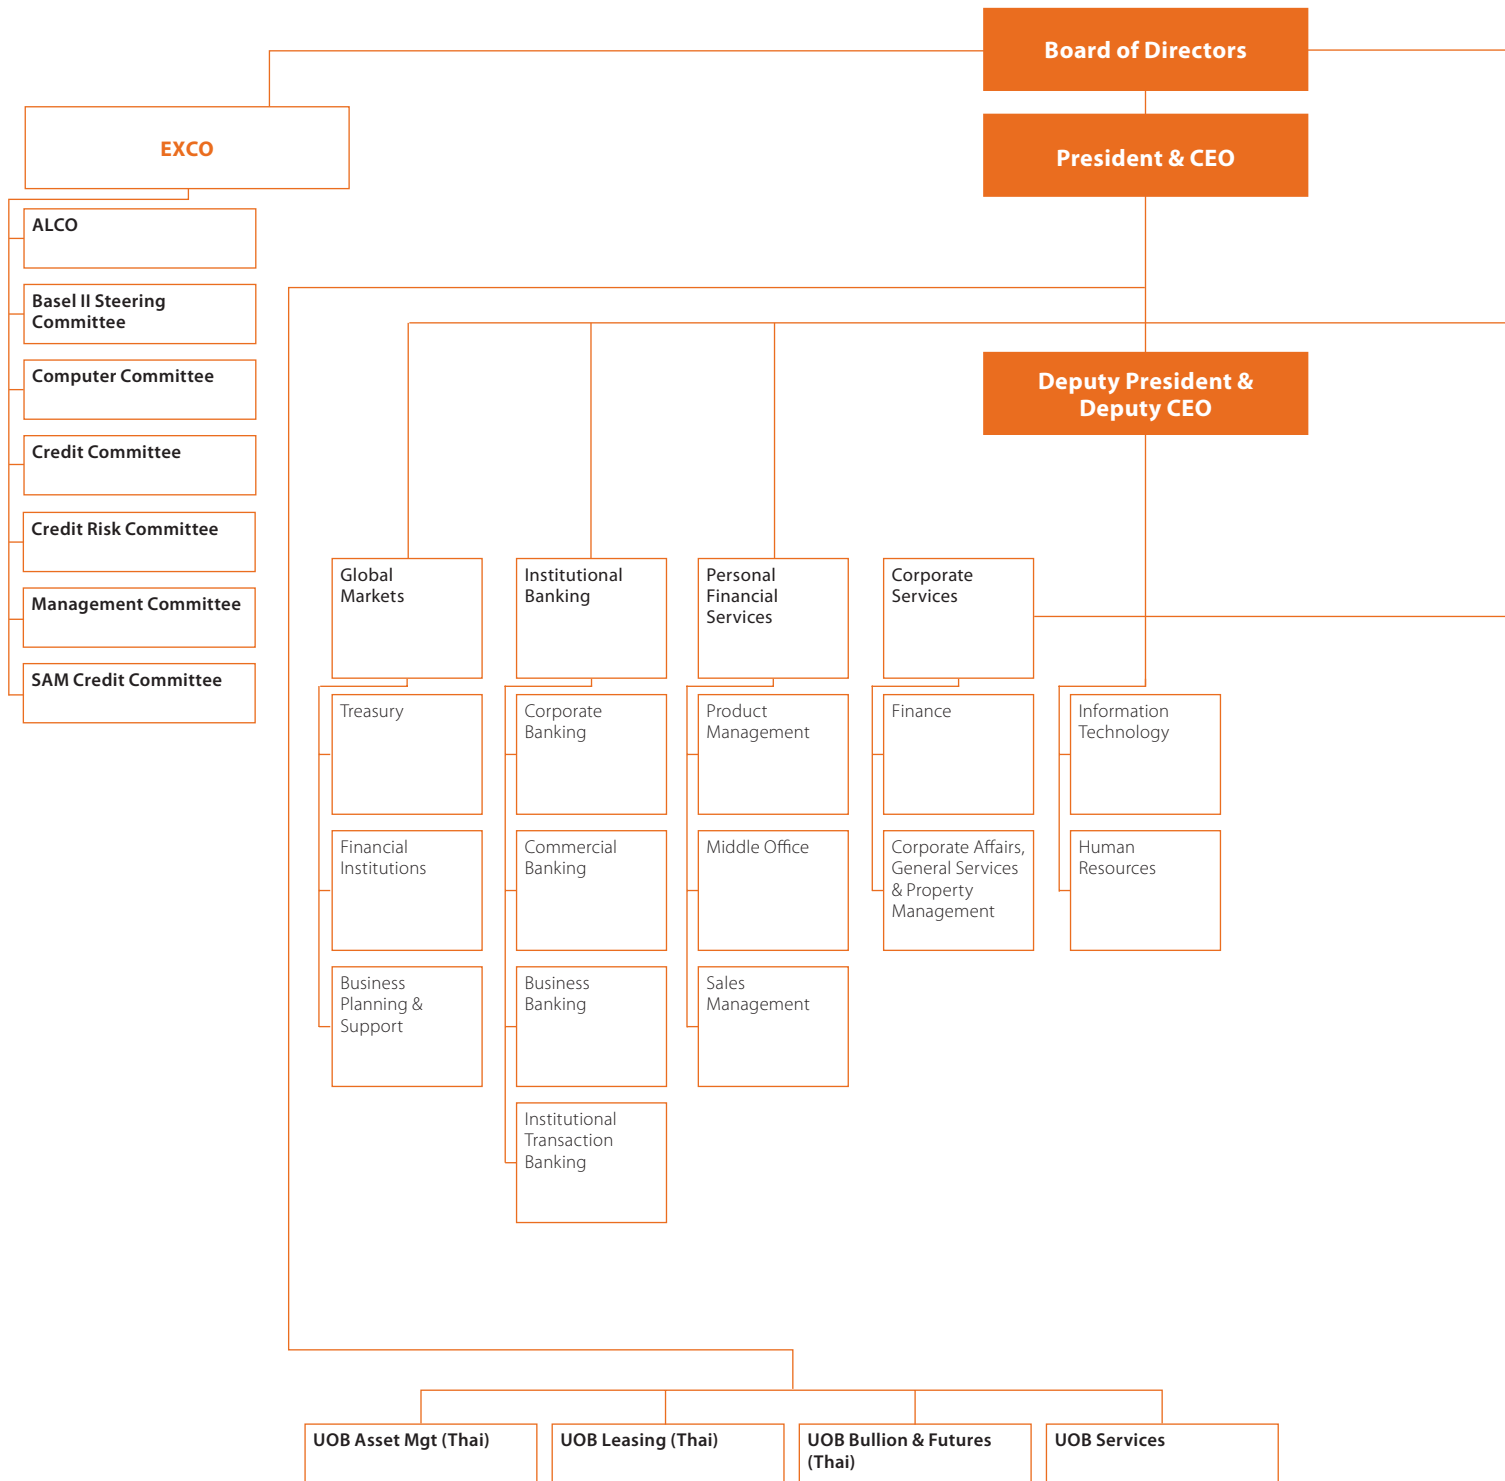 Board of Directors
EXCO
President & CEO
ALCO
Basel II Steering
Committee
Computer Committee
Credit Committee
Credit Risk Committee
Management Committee
SAM Credit Committee
Deputy President &
Deputy CEO
Global
Markets
Institutional
Banking
Personal
Financial
Services
Corporate
Services
Treasury
Financial
Institutions
Business
Planning &
Support
Corporate
Banking
Commercial
Banking
Business
Banking
Institutional
Transaction
Banking
Product
Management
Middle Office
Sales
Management
Finance
Corporate Affairs,
General Services
& Property
Management
Information
Technology
Human
Resources
UOB Asset Mgt (Thai)
UOB Leasing (Thai)
UOB Bullion & Futures
(Thai)
UOB Services